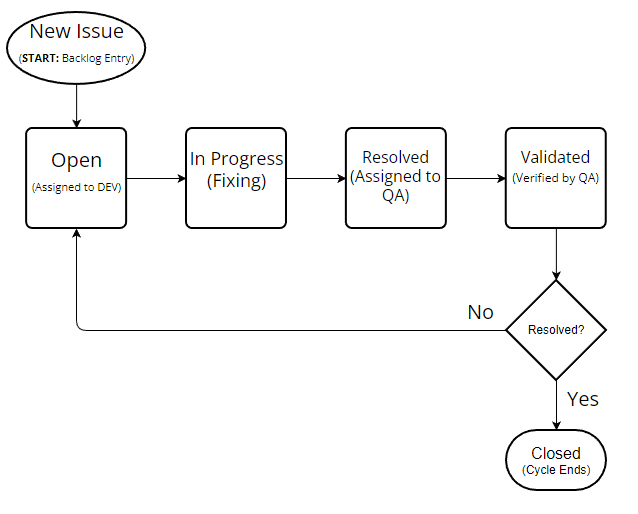 New Issue
(START: Backlog Entry)
Open
(Assigned to DEV)
In Progress
(Fixing)
Resolved
(Assigned to
QA)
Validated
(Verified by QA)
No
Resolved?
Yes
Closed
(Cycle Ends)